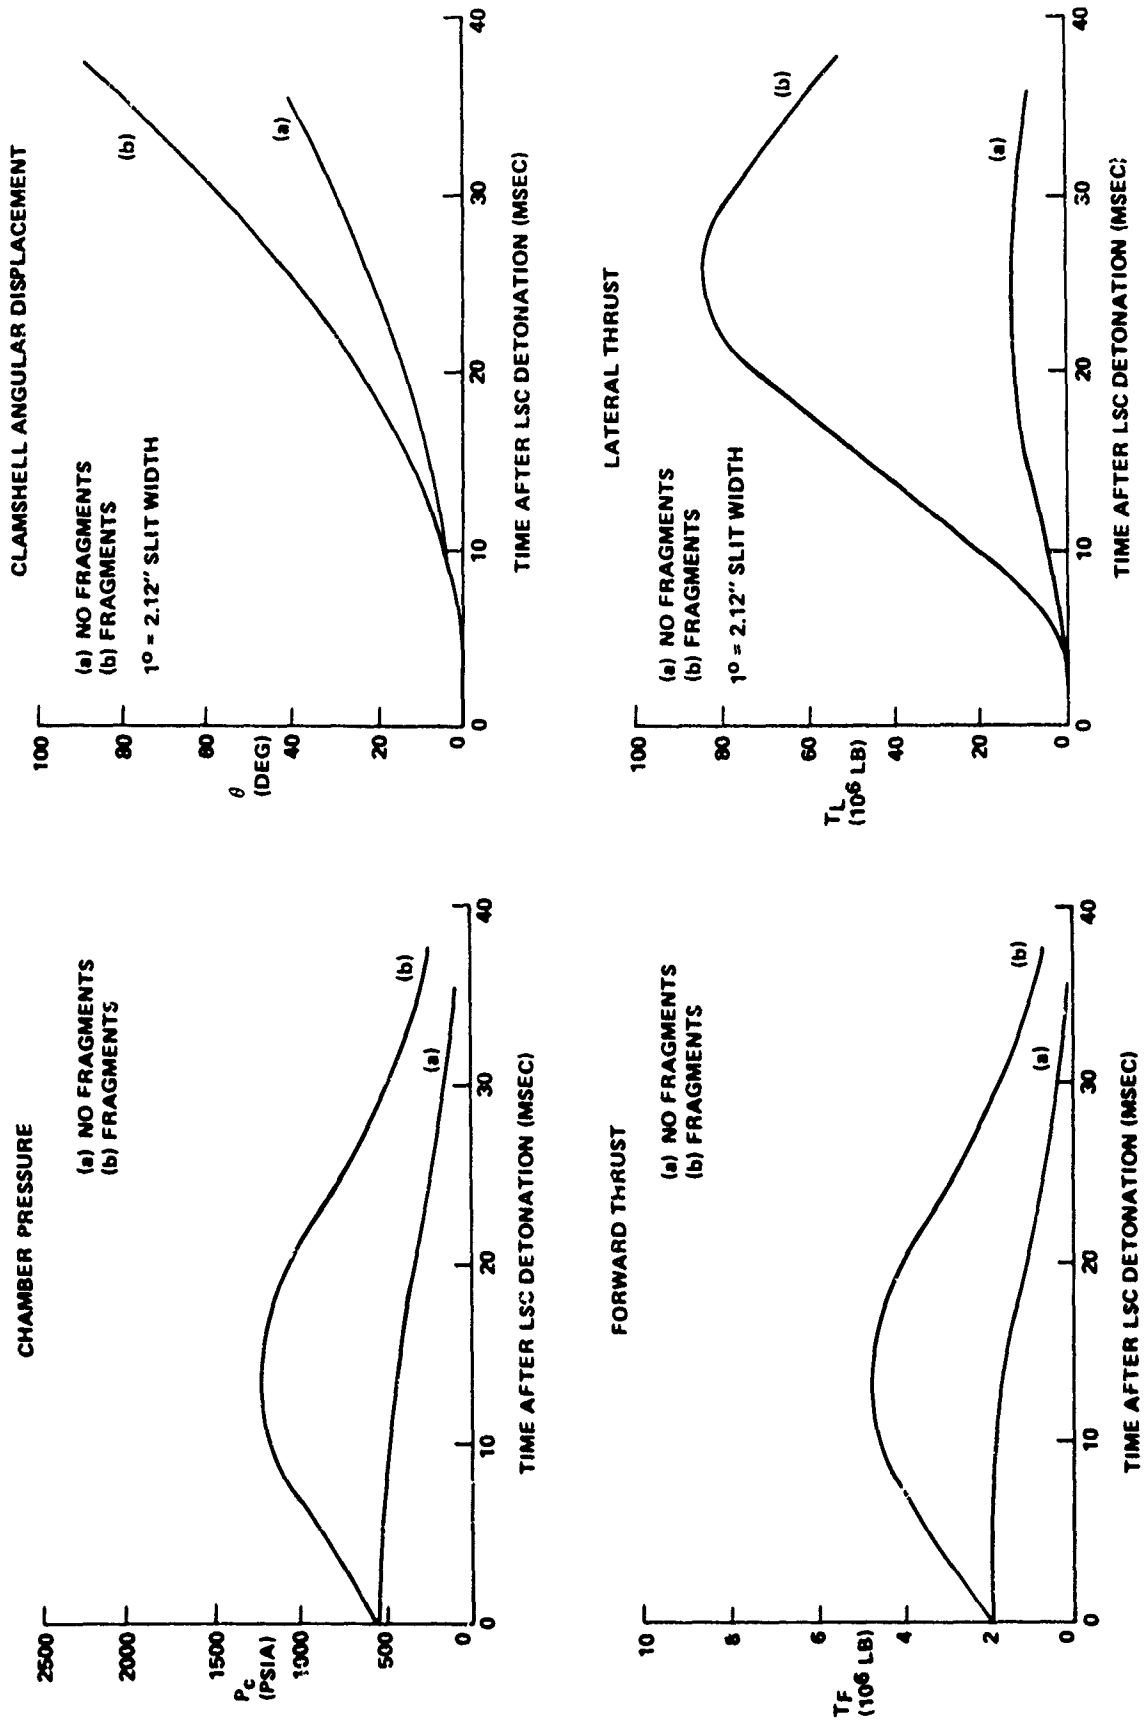 CHAMBER PRESSURE
(a) NO FRAGMENTS
(b) FRAGMENTS
2500
2000
1500
1000
500
0
P_C
(PSIA)
(a)
(b)
0
10
20
30
40
TIME AFTER LSC DETONATION (MSEC)
CLAMSHELL ANGULAR DISPLACEMENT
(a) NO FRAGMENTS
(b) FRAGMENTS
1° = 2.12" SLIT WIDTH
100
80
60
40
20
0
θ
(DEG)
(b)
(a)
0
10
20
30
40
TIME AFTER LSC DETONATION (MSEC)
FORWARD THRUST
(a) NO FRAGMENTS
(b) FRAGMENTS
10
8
6
4
2
0
T_F
(10⁶ LB)
(a)
(b)
0
10
20
30
40
TIME AFTER LSC DETONATION (MSEC)
LATERAL THRUST
(a) NO FRAGMENTS
(b) FRAGMENTS
1° = 2.12" SLIT WIDTH
100
80
60
40
20
0
T_L
(10⁶ LB)
(b)
(a)
0
10
20
30
40
TIME AFTER LSC DETONATION (MSEC)